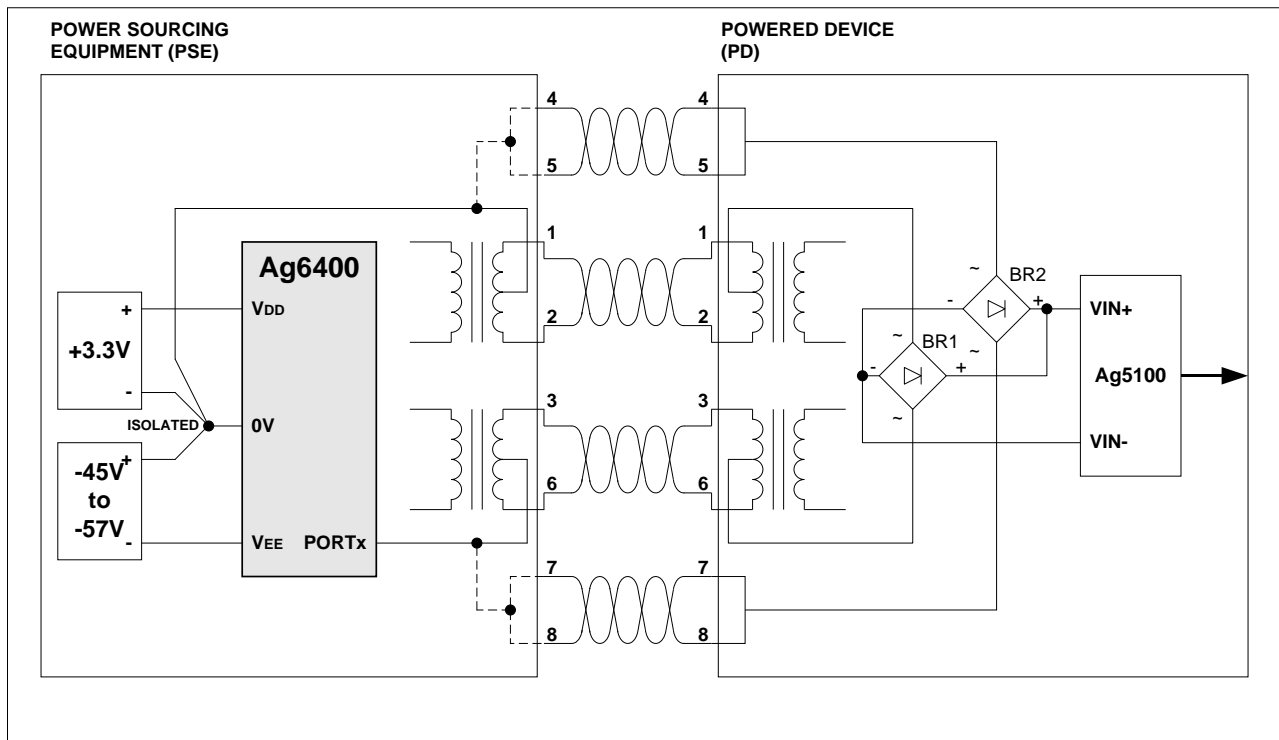 POWER SOURCING
EQUIPMENT (PSE)
POWERED DEVICE
(PD)
4 4
5 5
1 1
2 2
3 3
6 6
7 7
8 8
Ag6400
VDD
0V
VEE PORTx
+
+3.3V
-
ISOLATED
+
-45V
to
-57V
-
~
BR2
- +
~
~
BR1
- +
~
VIN+
Ag5100
VIN-